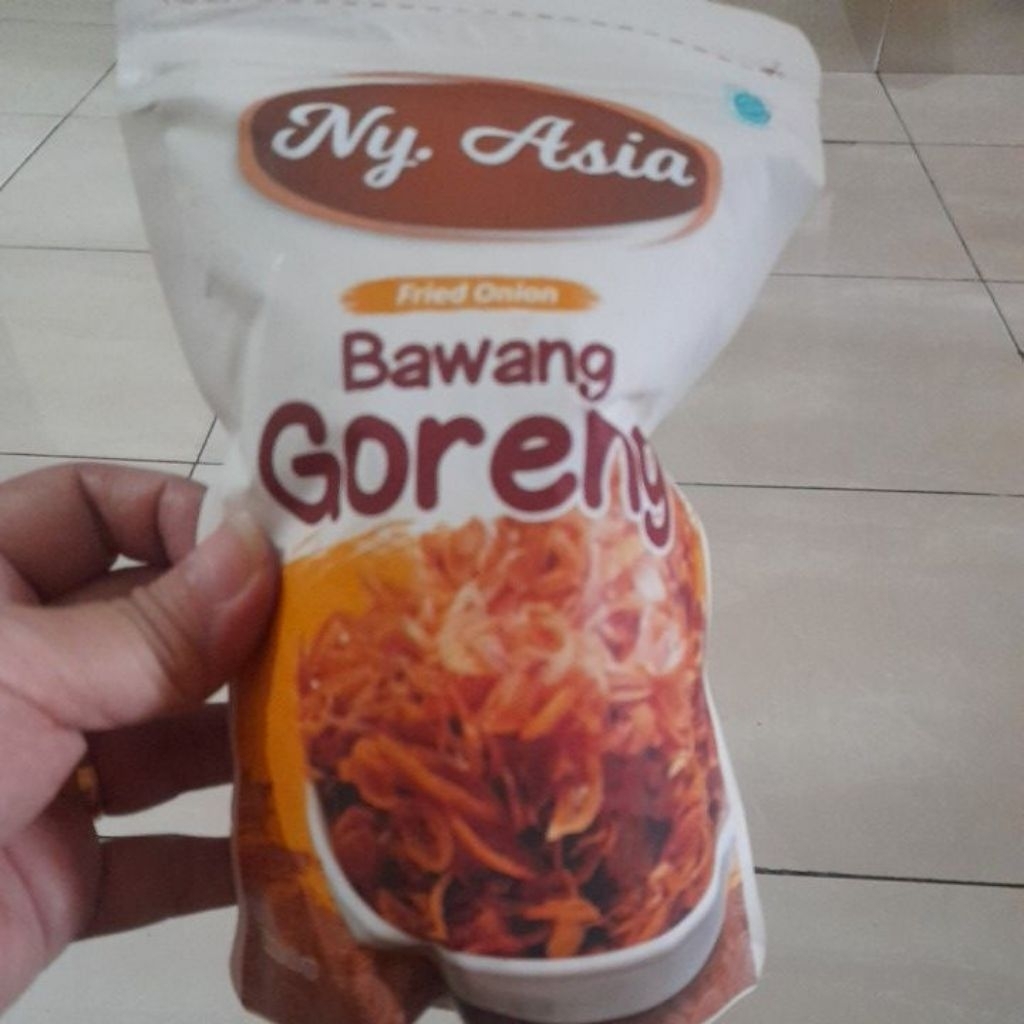 Ny. Asia
Fried Onion
Bawang
Goreng